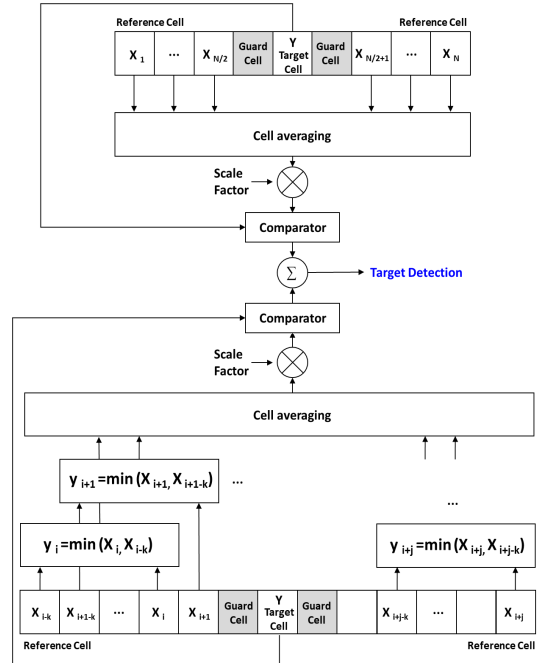 Reference Cell Reference Cell
X 1 ... X N/2 Guard Cell Y Target Cell Guard Cell X N/2+1 ... X N
Cell averaging
Scale
Factor
Comparator
Σ Target Detection
Comparator
Scale
Factor
Cell averaging
y i+1 =min (X i+1, X i+1-k) ...
...
y i =min (X i, X i-k) y i+j =min (X i+j, X i+j-k)
X i-k X i+1-k ... X i X i+1 Guard Cell Y Target Cell Guard Cell X i+j-k ... X i+j
Reference Cell Reference Cell